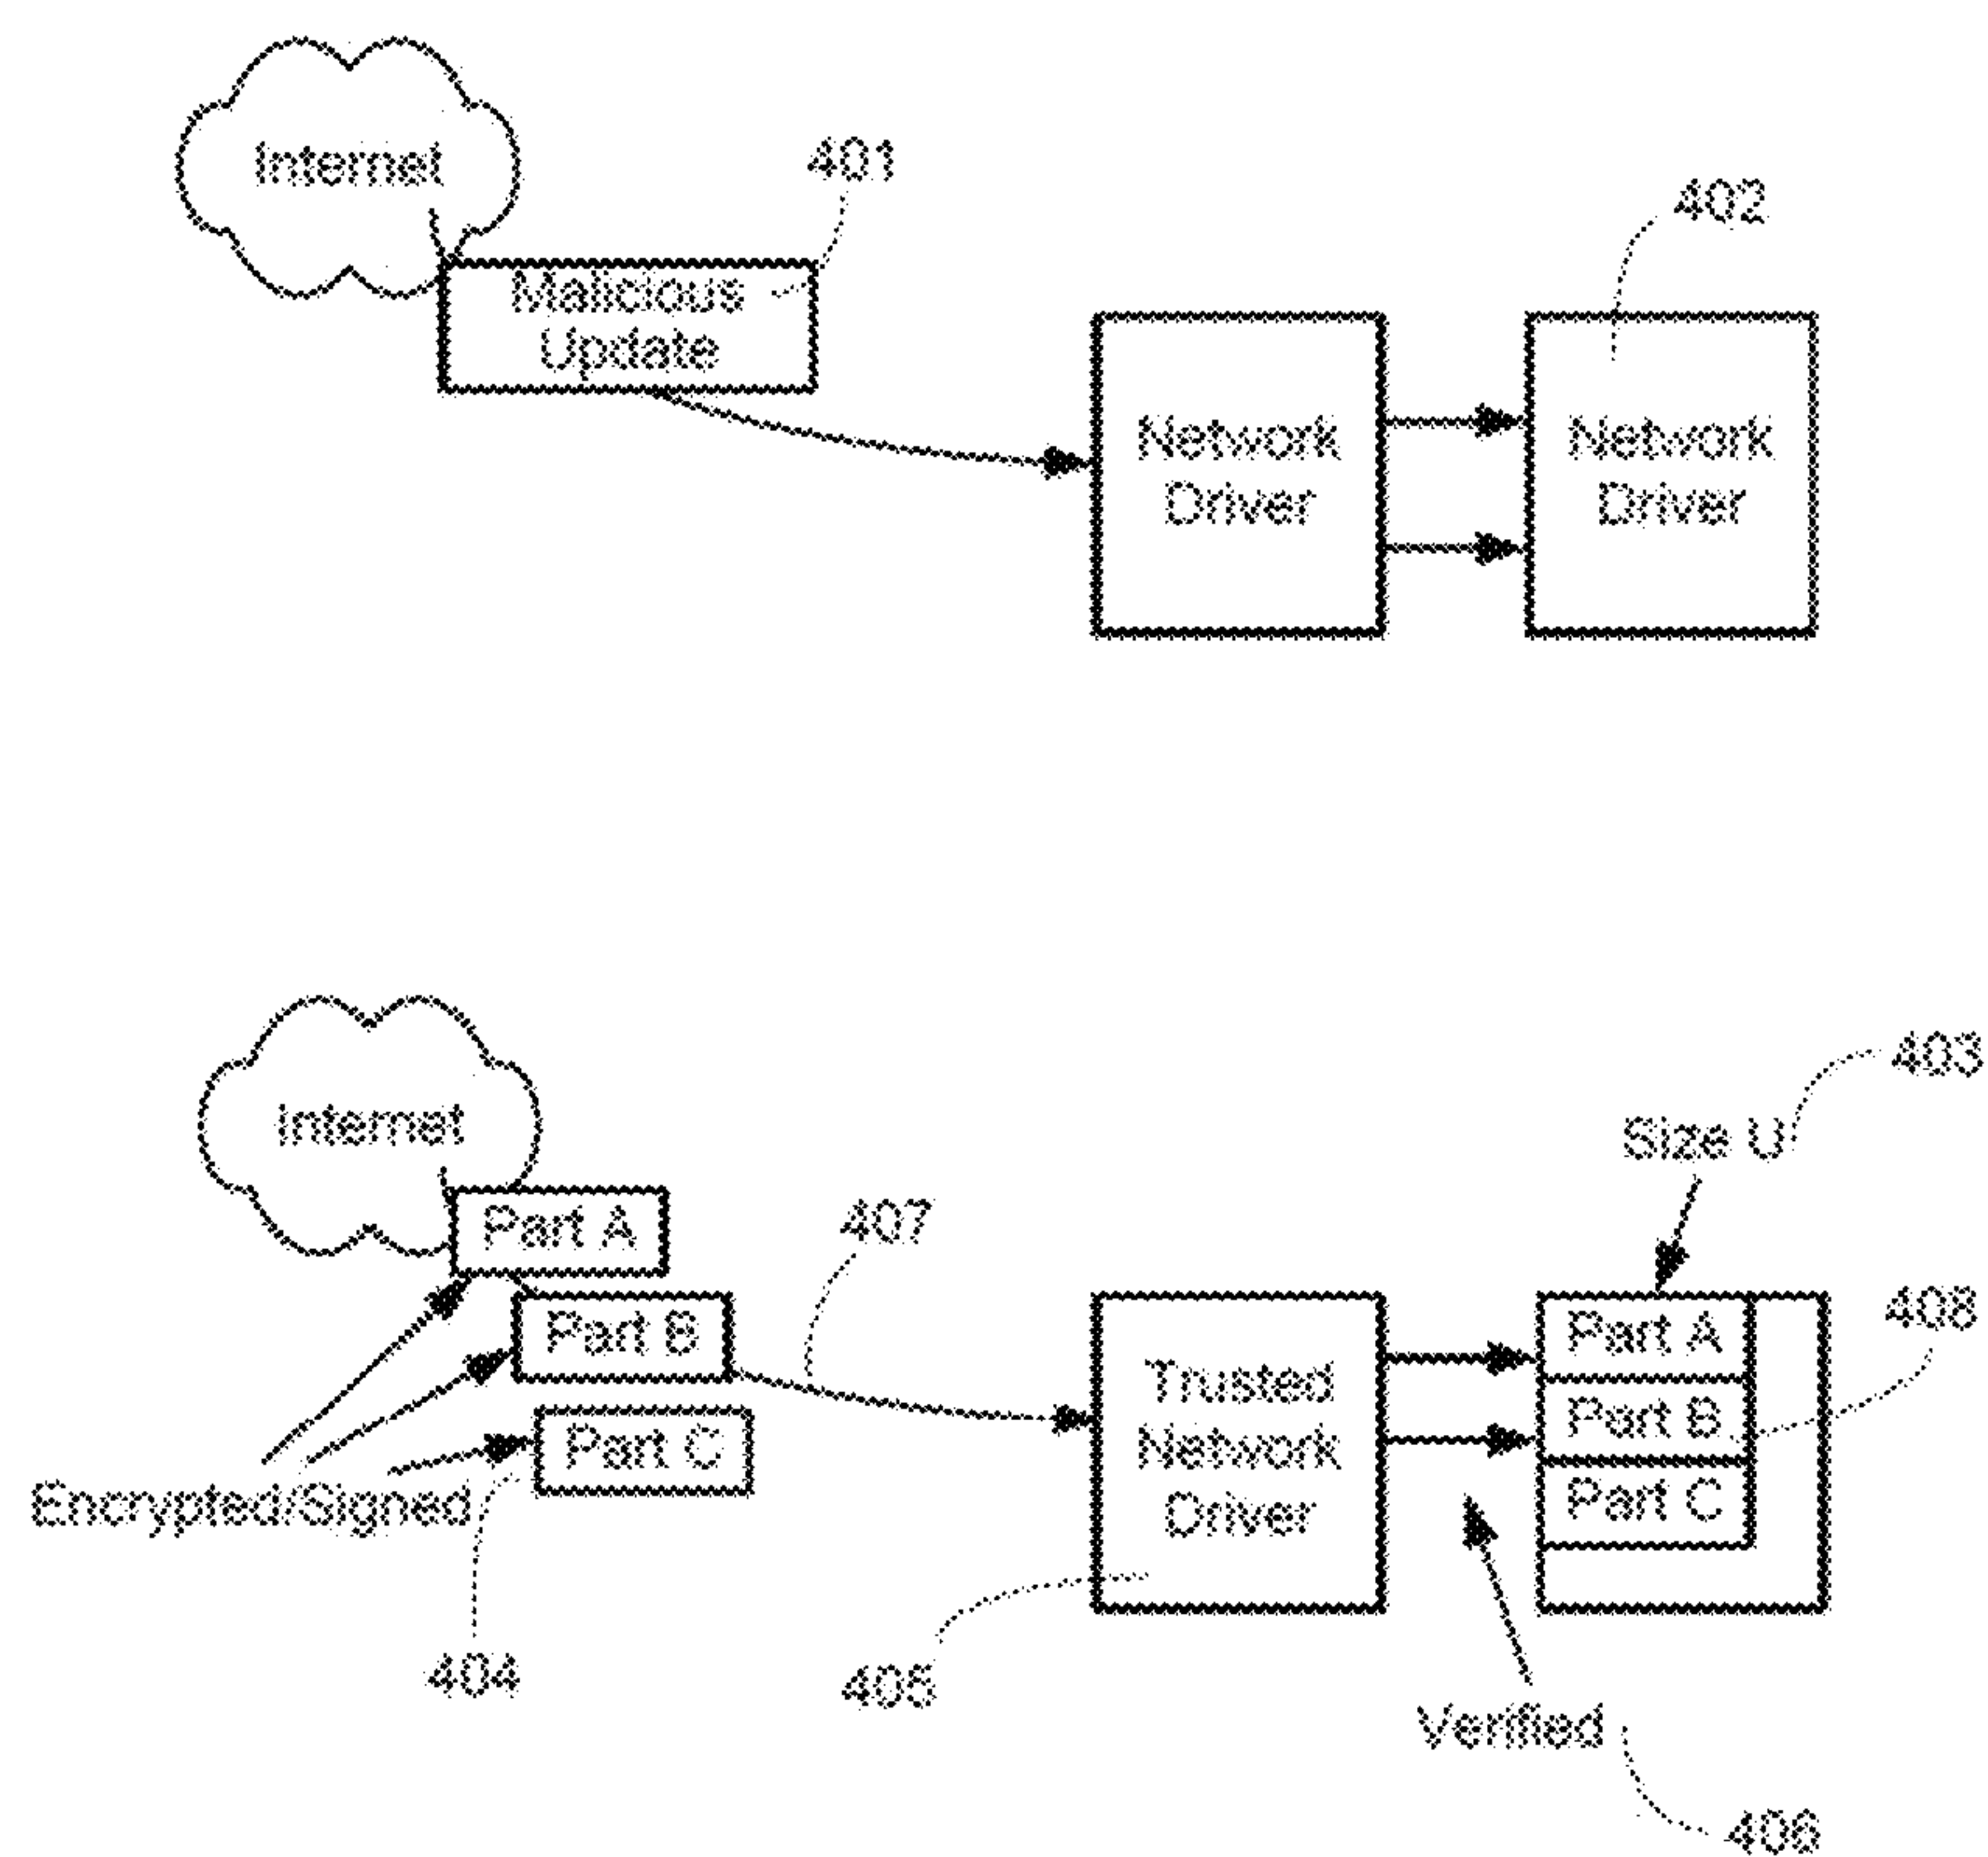 Internet
401
402
Malicious
Update
Network
Driver
Network
Driver
Internet
403
Size U
Part A
407
408
Part B
Part A
Trusted
Network
Driver
Part B
Part C
Part C
Encrypted/Signed
404
405
Verified
406